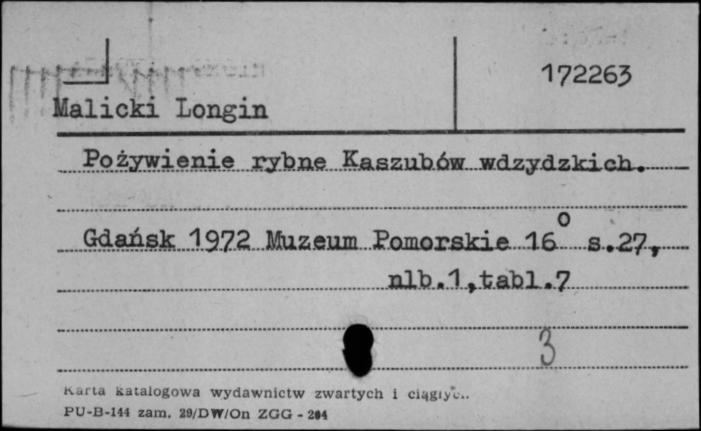 172263
Malicki Longin
Pożywienie rybne Kaszubów wdzydzkich.
Gdańsk 1972 Muzeum Pomorskie 16° s.27,
nlb.1,tabl.7
3
Karta katalogowa wydawnictw zwartych i ciągłych.
PU-B-144 zam. 29/DW/On ZGG - 204